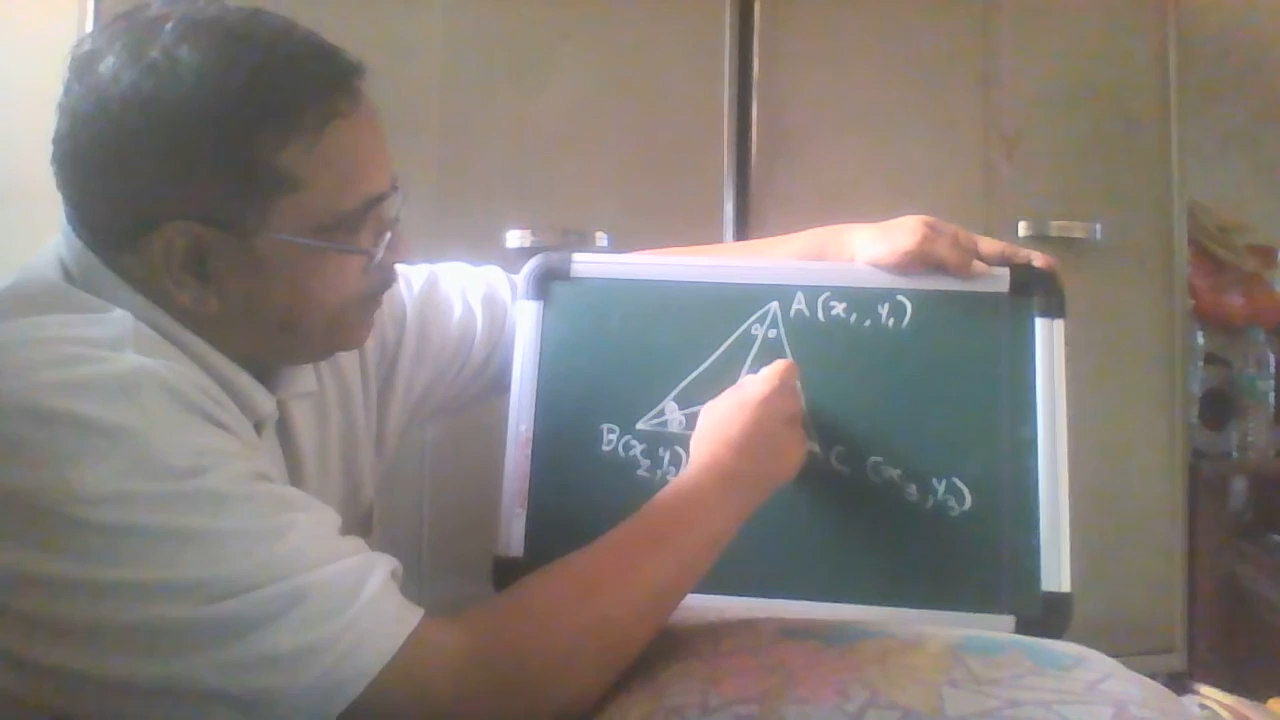 A (x₁, y₁)
B (x₂, y₂)
C (x₃, y₃)